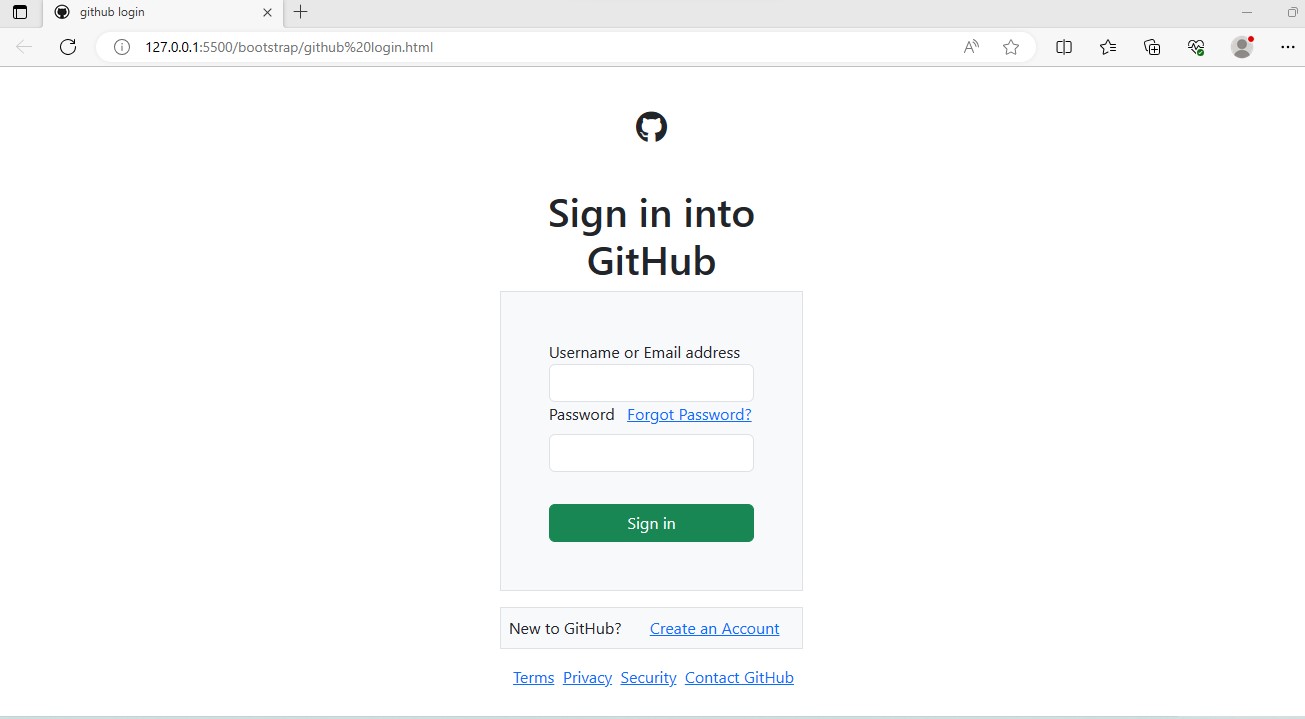 github login
127.0.0.1:5500/bootstrap/github%20login.html
Sign in into
GitHub
Username or Email address
Password Forgot Password?
Sign in
New to GitHub? Create an Account
Terms Privacy Security Contact GitHub